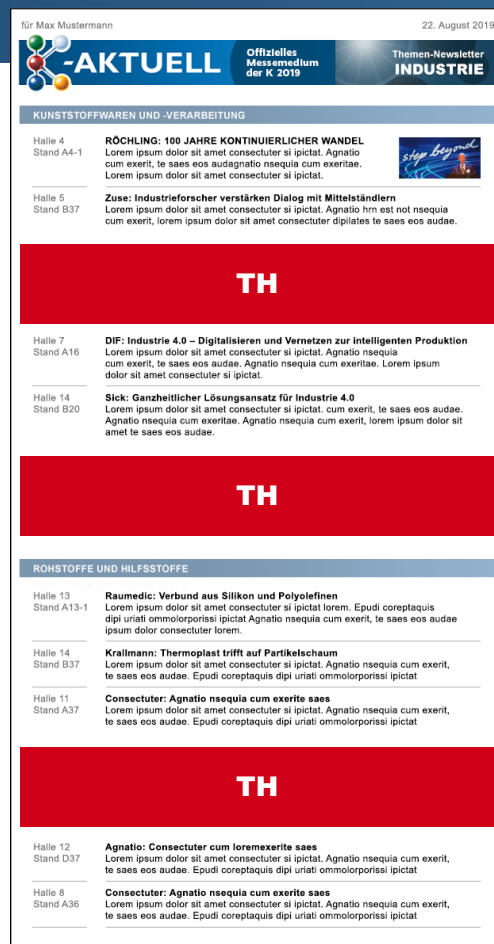 für Max Mustermann
22. August 2019
-AKTUELL
Offizielles
Messemedium
der K 2019
Themen-Newsletter
INDUSTRIE
KUNSTSTOFFWAREN UND -VERARBEITUNG
Halle 4
Stand A4-1
RÖCHLING: 100 JAHRE KONTINUIERLICHER WANDEL
Lorem ipsum dolor sit amet consectuter si ipictat. Agnatio
cum exerit, te saes eos audagnatio nsequia cum exeritae.
Lorem ipsum dolor sit amet consectuter si ipictat.
step beyond
Halle 5
Stand B37
Zuse: Industrieforscher verstärken Dialog mit Mittelständlern
Lorem ipsum dolor sit amet consectuter si ipictat. Agnatio hrn est not nsequia
cum exerit, lorem ipsum dolor sit amet consectuter dipilates te saes eos audae.
TH
Halle 7
Stand A16
DIF: Industrie 4.0 – Digitalisieren und Vernetzen zur intelligenten Produktion
Lorem ipsum dolor sit amet consectuter si ipictat. Agnatio nsequia
cum exerit, te saes eos audae. Agnatio nsequia cum exeritae. Lorem ipsum
dolor sit amet consectuter si ipictat.
Halle 14
Stand B20
Sick: Ganzheitlicher Lösungsansatz für Industrie 4.0
Lorem ipsum dolor sit amet consectuter si ipictat. cum exerit, te saes eos audae.
Agnatio nsequia cum exeritae. Agnatio nsequia cum exerit, lorem ipsum dolor sit
amet te saes eos audae.
TH
ROHSTOFFE UND HILFSSTOFFE
Halle 13
Stand A13-1
Raumedic: Verbund aus Silikon und Polyolefinen
Lorem ipsum dolor sit amet consectuter si ipictat lorem. Epudi coreptaquis
dipi uriati ommolorporissi ipictat Agnatio nsequia cum exerit, te saes eos audae
ipsum dolor consectuter lorem.
Halle 14
Stand B37
Krallmann: Thermoplast trifft auf Partikelschaum
Lorem ipsum dolor sit amet consectuter si ipictat. Agnatio nsequia cum exerit,
te saes eos audae. Epudi coreptaquis dipi uriati ommolorporissi ipictat
Halle 11
Stand A37
Consectuter: Agnatio nsequia cum exerite saes
Lorem ipsum dolor sit amet consectuter si ipictat. Agnatio nsequia cum exerit,
te saes eos audae. Epudi coreptaquis dipi uriati ommolorporissi ipictat
TH
Halle 12
Stand D37
Agnatio: Consectuter cum loremexerite saes
Lorem ipsum dolor sit amet consectuter si ipictat. Agnatio nsequia cum exerit,
te saes eos audae. Epudi coreptaquis dipi uriati ommolorporissi ipictat
Halle 8
Stand A36
Consectuter: Agnatio nsequia cum exerite saes
Lorem ipsum dolor sit amet consectuter si ipictat. Agnatio nsequia cum exerit,
te saes eos audae. Epudi coreptaquis dipi uriati ommolorporissi ipictat